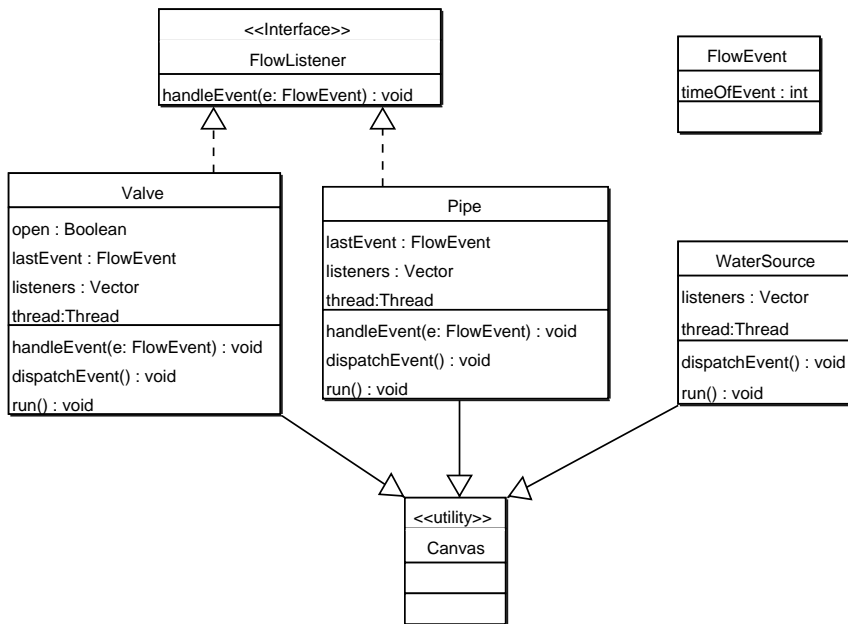 <<Interface>>
FlowListener
handleEvent(e: FlowEvent) : void
FlowEvent
timeOfEvent : int
Valve
open : Boolean
lastEvent : FlowEvent
listeners : Vector
thread:Thread
handleEvent(e: FlowEvent) : void
dispatchEvent() : void
run() : void
Pipe
lastEvent : FlowEvent
listeners : Vector
thread:Thread
handleEvent(e: FlowEvent) : void
dispatchEvent() : void
run() : void
WaterSource
listeners : Vector
thread:Thread
dispatchEvent() : void
run() : void
<<utility>>
Canvas